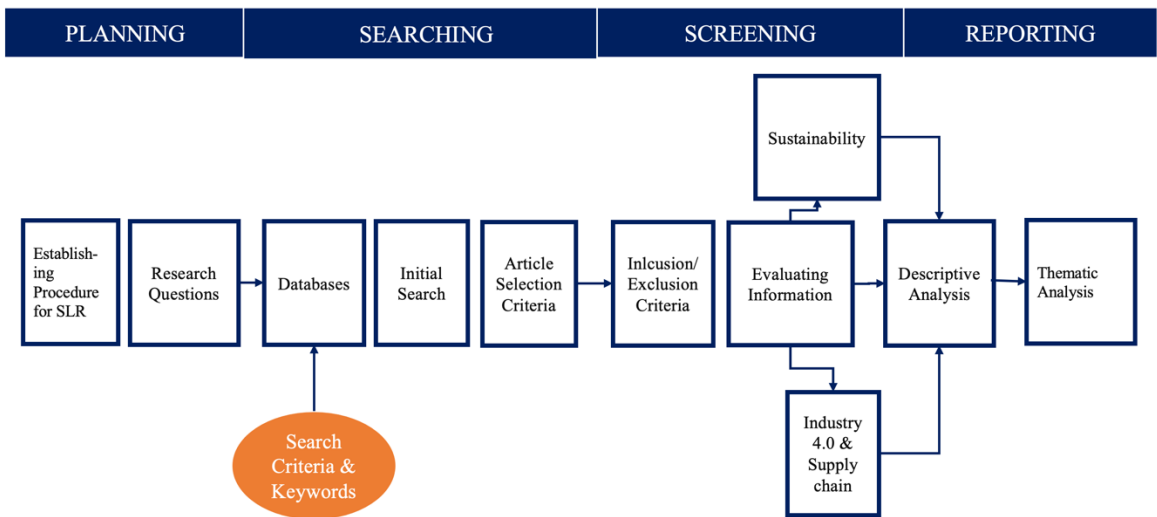 PLANNING
SEARCHING
SCREENING
REPORTING
Sustainability
Establish-
ing
Procedure
for SLR
Research
Questions
Databases
Initial
Search
Article
Selection
Criteria
Inlcusion/
Exclusion
Criteria
Evaluating
Information
Descriptive
Analysis
Thematic
Analysis
Search
Criteria &
Keywords
Industry
4.0 &
Supply
chain